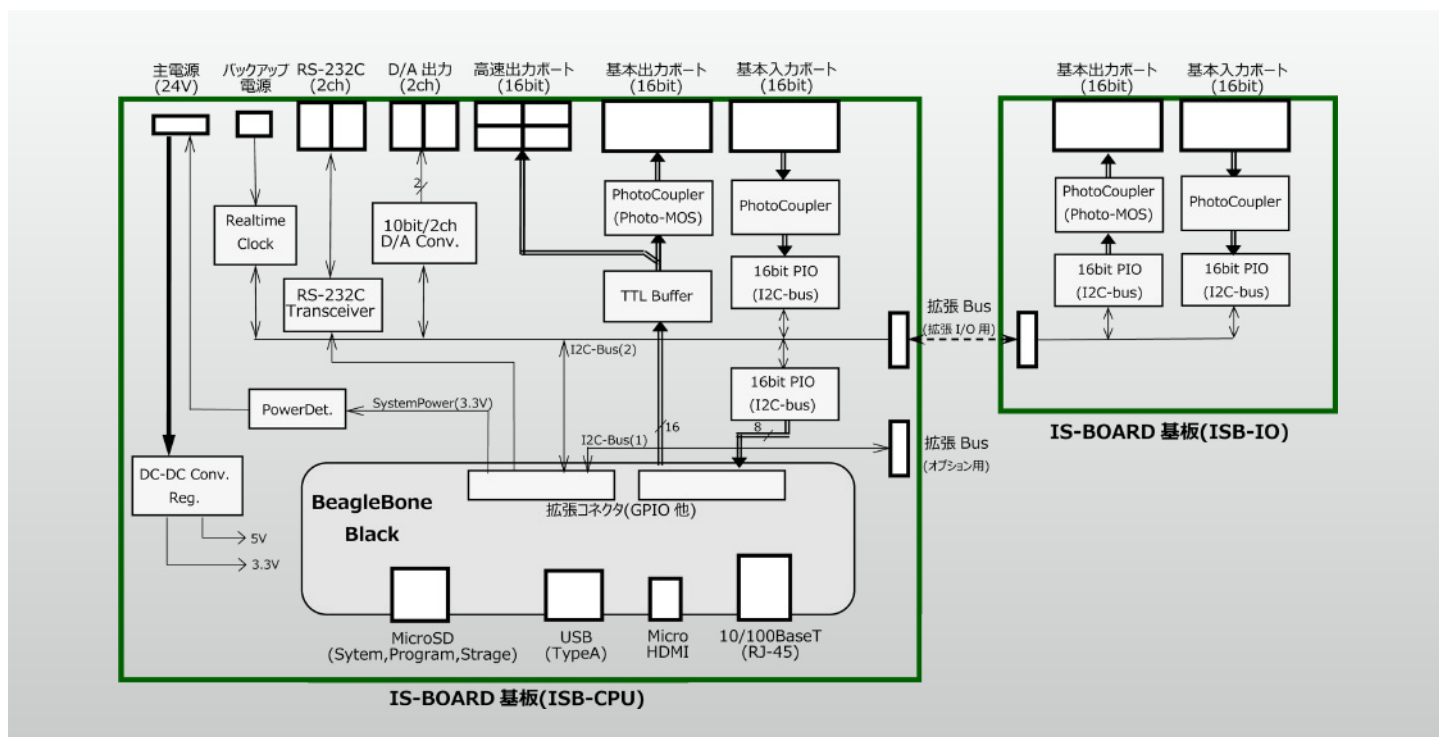 主電源
(24V)
バックアップ
電源
RS-232C
(2ch)
D/A 出力
(2ch)
高速出力ポート
(16bit)
基本出力ポート
(16bit)
基本入力ポート
(16bit)
基本出力ポート
(16bit)
基本入力ポート
(16bit)
2
PhotoCoupler
(Photo-MOS)
PhotoCoupler
PhotoCoupler
(Photo-MOS)
PhotoCoupler
Realtime
Clock
10bit/2ch
D/A Conv.
RS-232C
Transceiver
TTL Buffer
16bit PIO
(I2C-bus)
16bit PIO
(I2C-bus)
16bit PIO
(I2C-bus)
拡張 Bus
(拡張 I/O 用)
I2C-Bus(2)
16bit PIO
(I2C-bus)
PowerDet.
SystemPower(3.3V)
16
8
I2C-Bus(1)
拡張 Bus
(オプション用)
IS-BOARD 基板(ISB-IO)
DC-DC Conv.
Reg.
5V
3.3V
BeagleBone
Black
拡張コネクタ(GPIO 他)
MicroSD
(Sytem,Program,Strage)
USB
(TypeA)
Micro
HDMI
10/100BaseT
(RJ-45)
IS-BOARD 基板(ISB-CPU)